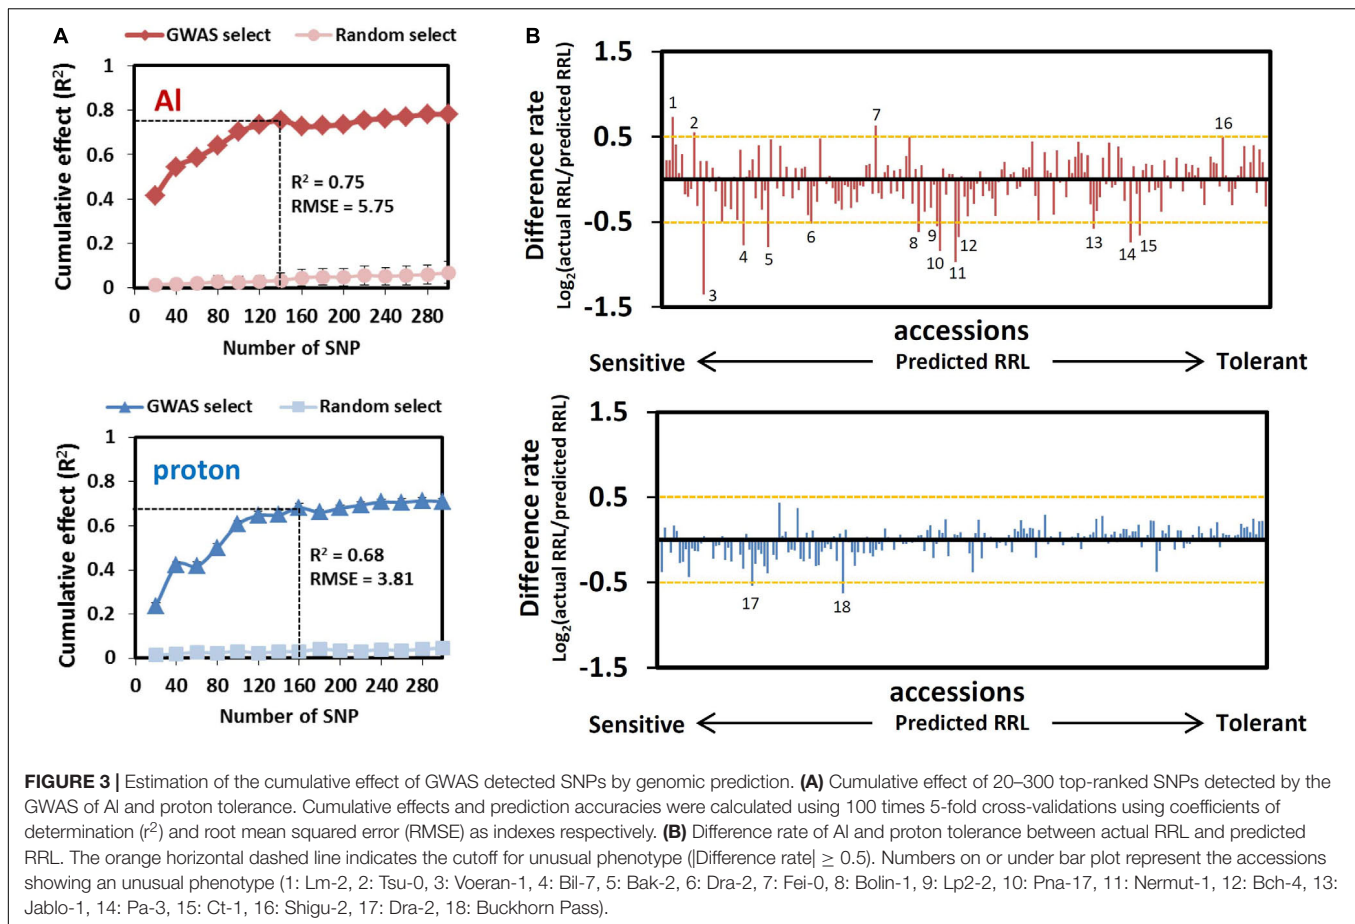 A
GWAS select
Random select
Cumulative effect (R²)
1
0.8
0.6
0.4
0.2
0
Al
R² = 0.75
RMSE = 5.75
0 40 80 120 160 200 240 280
Number of SNP
GWAS select
Random select
Cumulative effect (R²)
1
0.8
0.6
0.4
0.2
0
proton
R² = 0.68
RMSE = 3.81
0 40 80 120 160 200 240 280
Number of SNP
B
Difference rate
Log₂(actual RRL/predicted RRL)
1.5
0.5
-0.5
-1.5
1
2
3
4
5
6
7
8
9
10
11
12
13
14
15
16
accessions
Sensitive Predicted RRL Tolerant
Difference rate
Log₂(actual RRL/predicted RRL)
1.5
0.5
-0.5
-1.5
17
18
accessions
Sensitive Predicted RRL Tolerant
FIGURE 3 | Estimation of the cumulative effect of GWAS detected SNPs by genomic prediction. (A) Cumulative effect of 20–300 top-ranked SNPs detected by the
GWAS of Al and proton tolerance. Cumulative effects and prediction accuracies were calculated using 100 times 5-fold cross-validations using coefficients of
determination (r²) and root mean squared error (RMSE) as indexes respectively. (B) Difference rate of Al and proton tolerance between actual RRL and predicted
RRL. The orange horizontal dashed line indicates the cutoff for unusual phenotype (|Difference rate| ≥ 0.5). Numbers on or under bar plot represent the accessions
showing an unusual phenotype (1: Lm-2, 2: Tsu-0, 3: Voeran-1, 4: Bil-7, 5: Bak-2, 6: Dra-2, 7: Fei-0, 8: Bolin-1, 9: Lp2-2, 10: Pna-17, 11: Nermut-1, 12: Bch-4, 13:
Jablo-1, 14: Pa-3, 15: Ct-1, 16: Shigu-2, 17: Dra-2, 18: Buckhorn Pass).